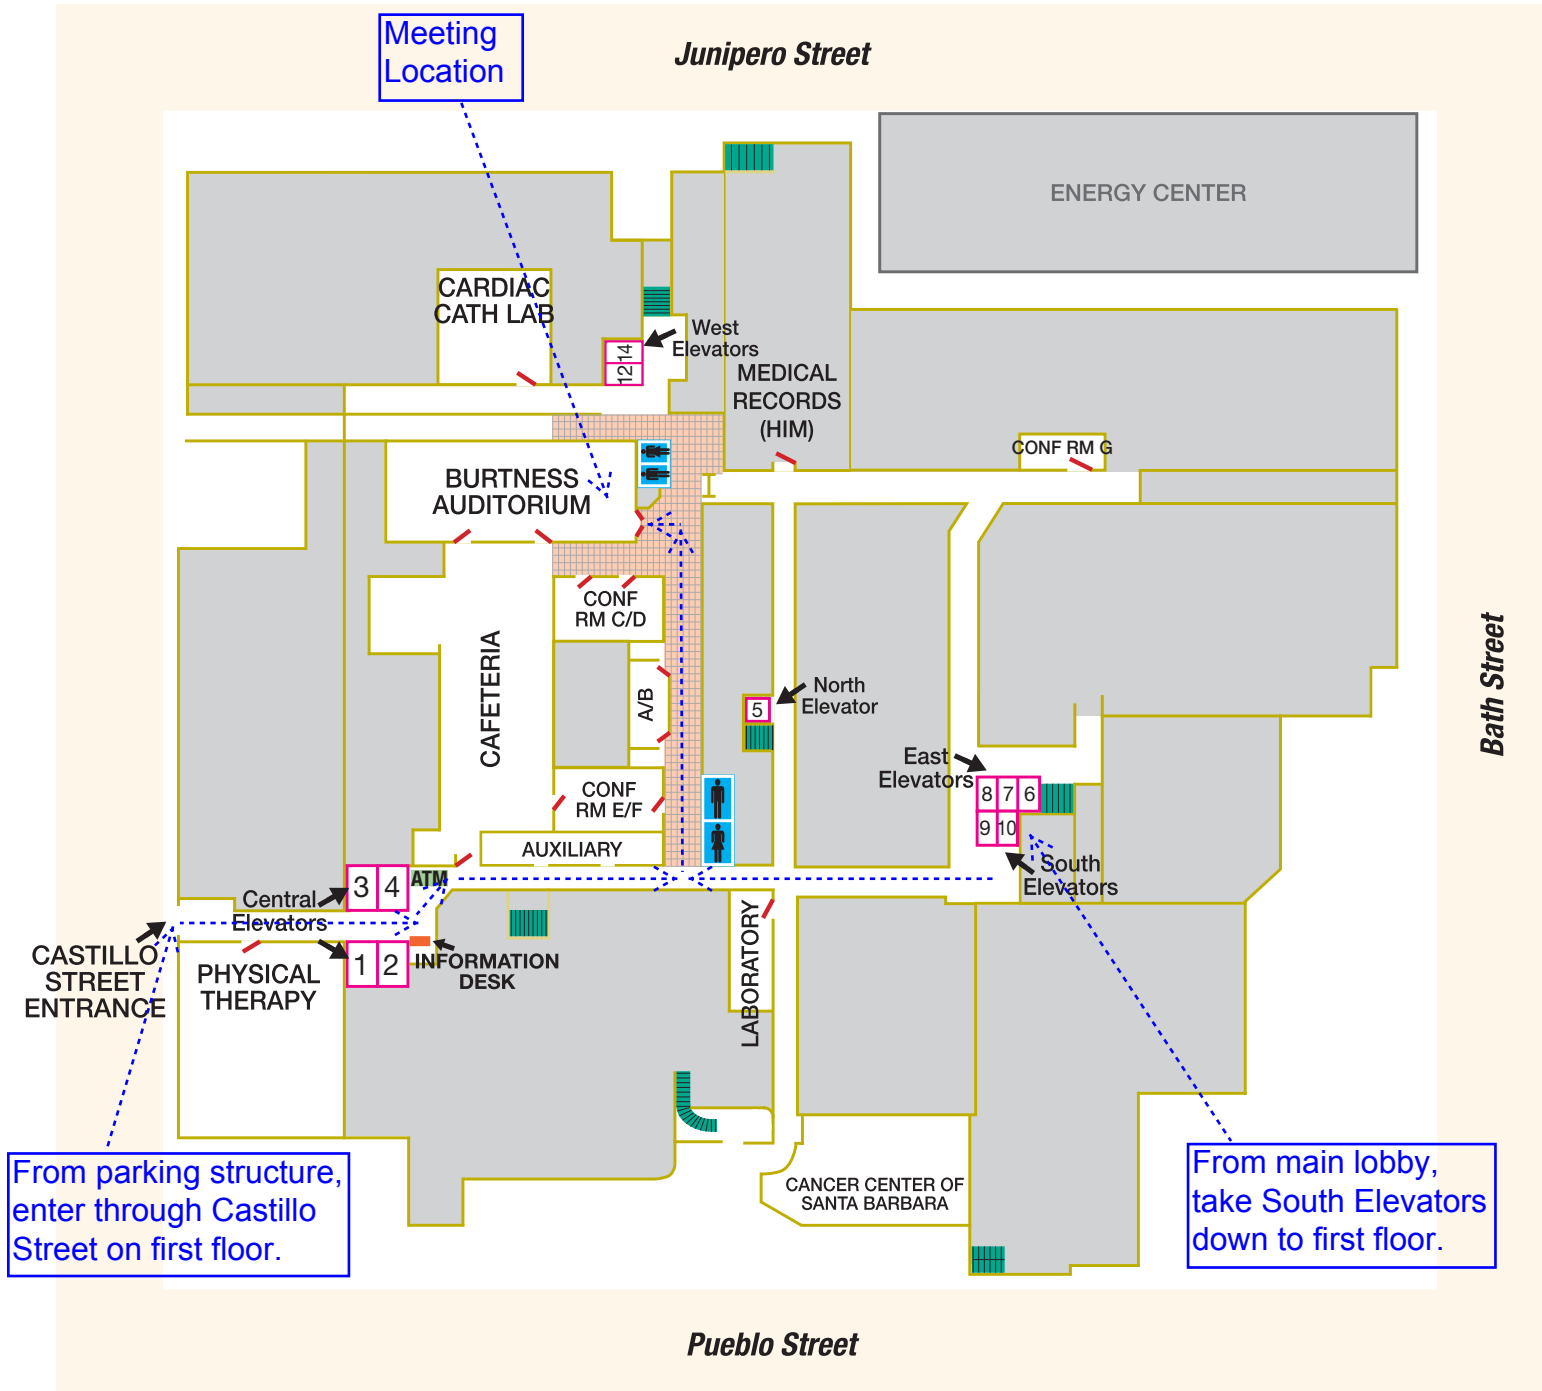 Meeting
Location
Junipero Street
ENERGY CENTER
CARDIAC
CATH LAB
West
Elevators
14
12
MEDICAL
RECORDS
(HIM)
CONF RM G
BURTNESS
AUDITORIUM
CONF
RM C/D
CAFETERIA
A/B
North
Elevator
5
Bath Street
East
Elevators
8 7 6
9 10
CONF
RM E/F
AUXILIARY
South
Elevators
3 4
ATM
Central
Elevators
CASTILLO
STREET
ENTRANCE
1 2
INFORMATION
DESK
PHYSICAL
THERAPY
LABORATORY
From parking structure,
enter through Castillo
Street on first floor.
CANCER CENTER OF
SANTA BARBARA
From main lobby,
take South Elevators
down to first floor.
Pueblo Street